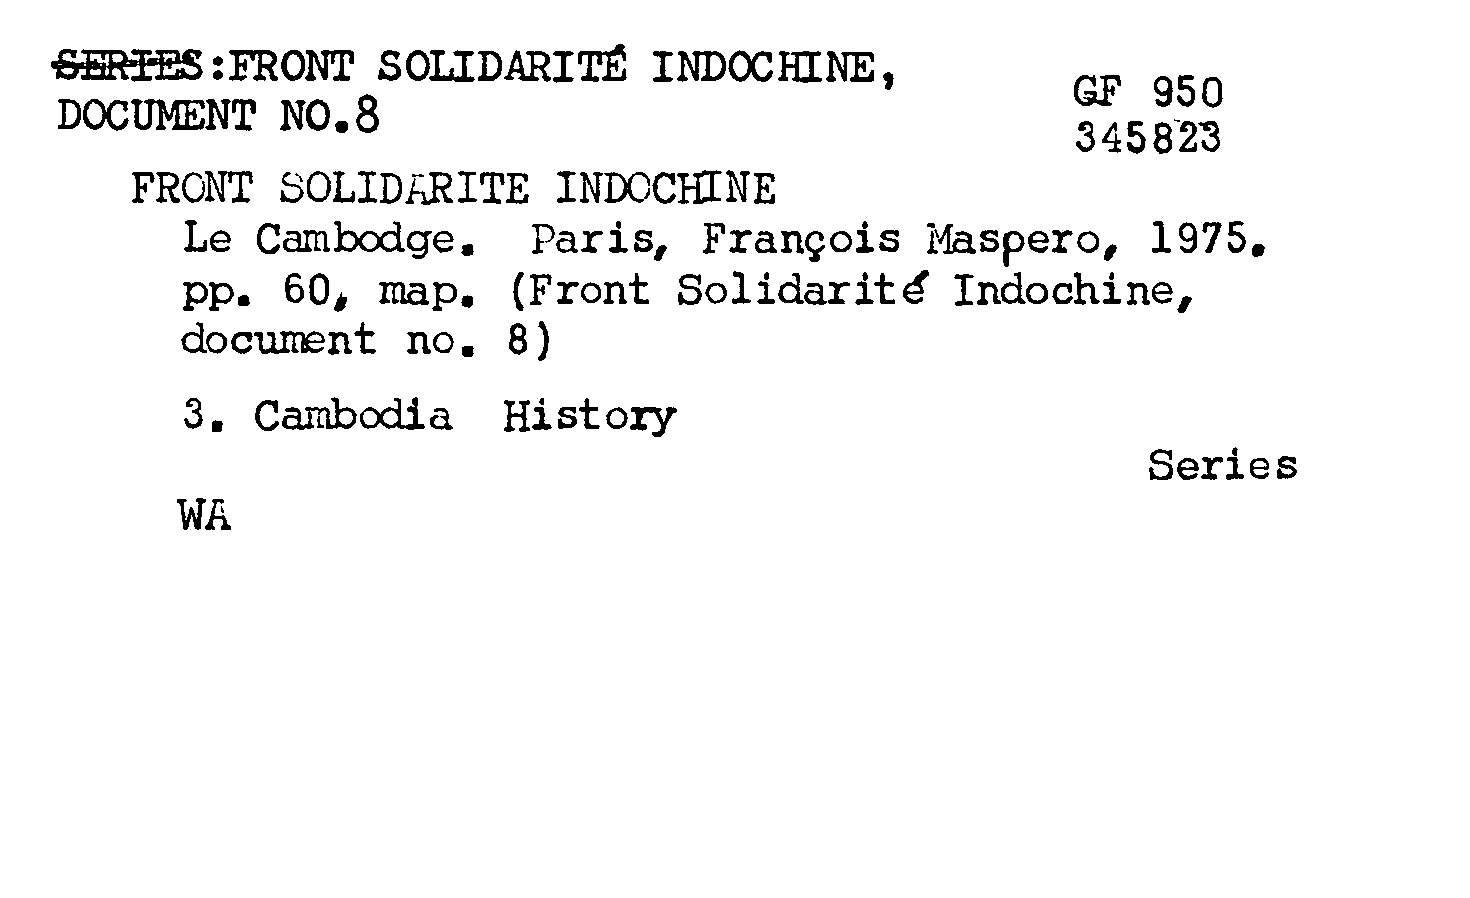 SERIES:FRONT SOLIDARITÉ INDOCHINE,
DOCUMENT NO.8
GF 950
345823
FRONT SOLIDARITE INDOCHINE
Le Cambodge. Paris, François Maspero, 1975.
pp. 60, map. (Front Solidarité Indochine,
document no. 8)
3. Cambodia History
Series
WA